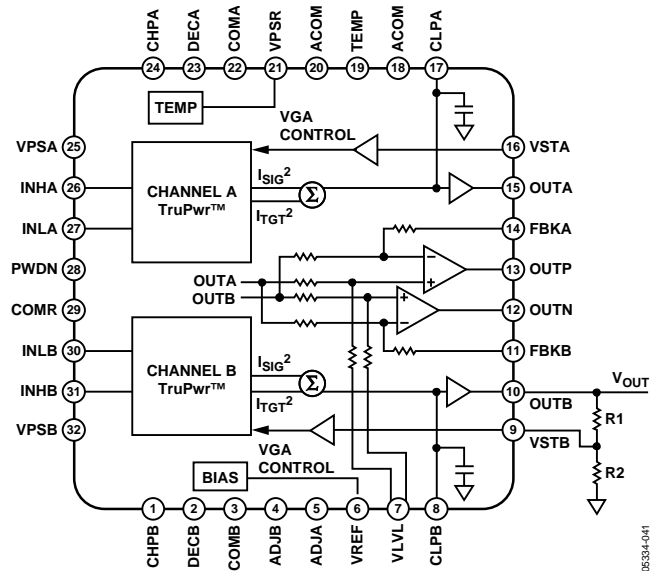 CHPA
DECA
COMA
VPSR
ACOM
TEMP
ACOM
CLPA
24
23
22
21
20
19
18
17
TEMP
VGA
CONTROL
VPSA 25
16 VSTA
INHA 26
CHANNEL A
TruPwr™
ISIG2
ITGT2
Σ
15 OUTA
INLA 27
14 FBKA
PWDN 28
OUTA
OUTB
−
+
13 OUTP
COMR 29
+
−
12 OUTN
INLB 30
11 FBKB
CHANNEL B
TruPwr™
ISIG2
ITGT2
Σ
INHB 31
10 OUTB
VOUT
R1
VPSB 32
9 VSTB
R2
VGA
CONTROL
BIAS
1
2
3
4
5
6
7
8
CHPB
DECB
COMB
ADJB
ADJA
VREF
VLVL
CLPB
05334-041